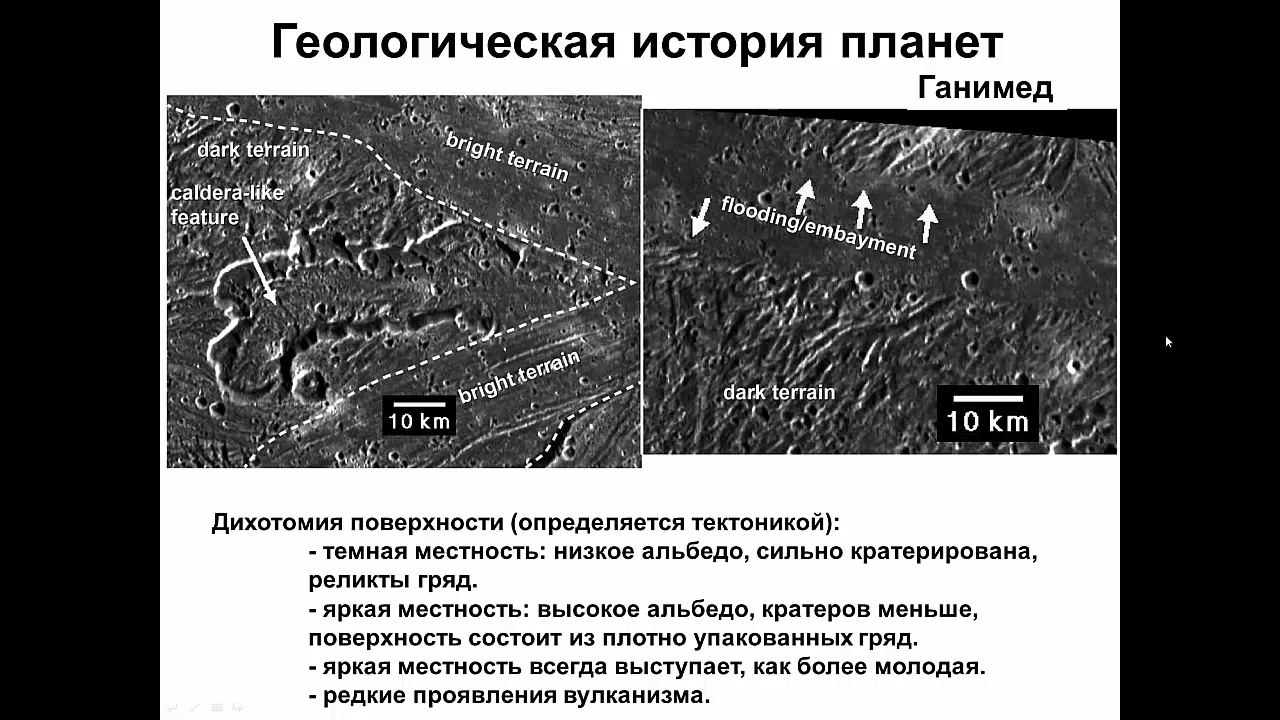 Геологическая история планет
Ганимед
dark terrain
bright terrain
caldera-like
feature
bright terrain
10 km
flooding/embayment
dark terrain
10 km
Дихотомия поверхности (определяется тектоникой):
- темная местность: низкое альбедо, сильно кратерирована,
реликты гряд.
- яркая местность: высокое альбедо, кратеров меньше,
поверхность состоит из плотно упакованных гряд.
- яркая местность всегда выступает, как более молодая.
- редкие проявления вулканизма.